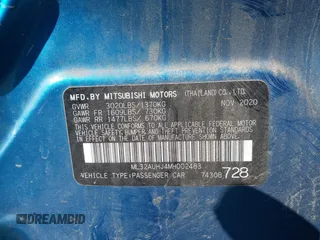 MFD.BY MITSUBISHI MOTORS (THAILAND)CO.,LTD.
GVWR 3020LBS/1370KG NOV 2020
GAWR FR 1609LBS/ 730KG
GAWR RR 1477LBS/ 670KG
THIS VEHICLE CONFORMS TO ALL APPLICABLE FEDERAL
MOTOR VEHICLE SAFETY, BUMPER, AND THEFT PREVENTION
STANDARDS IN EFFECT ON THE DATE OF MANUFACTURE
SHOWN ABOVE.
ML32AUHJ4MH002483
VEHICLE TYPE:PASSENGER CAR 7430B 728
DREAMBID